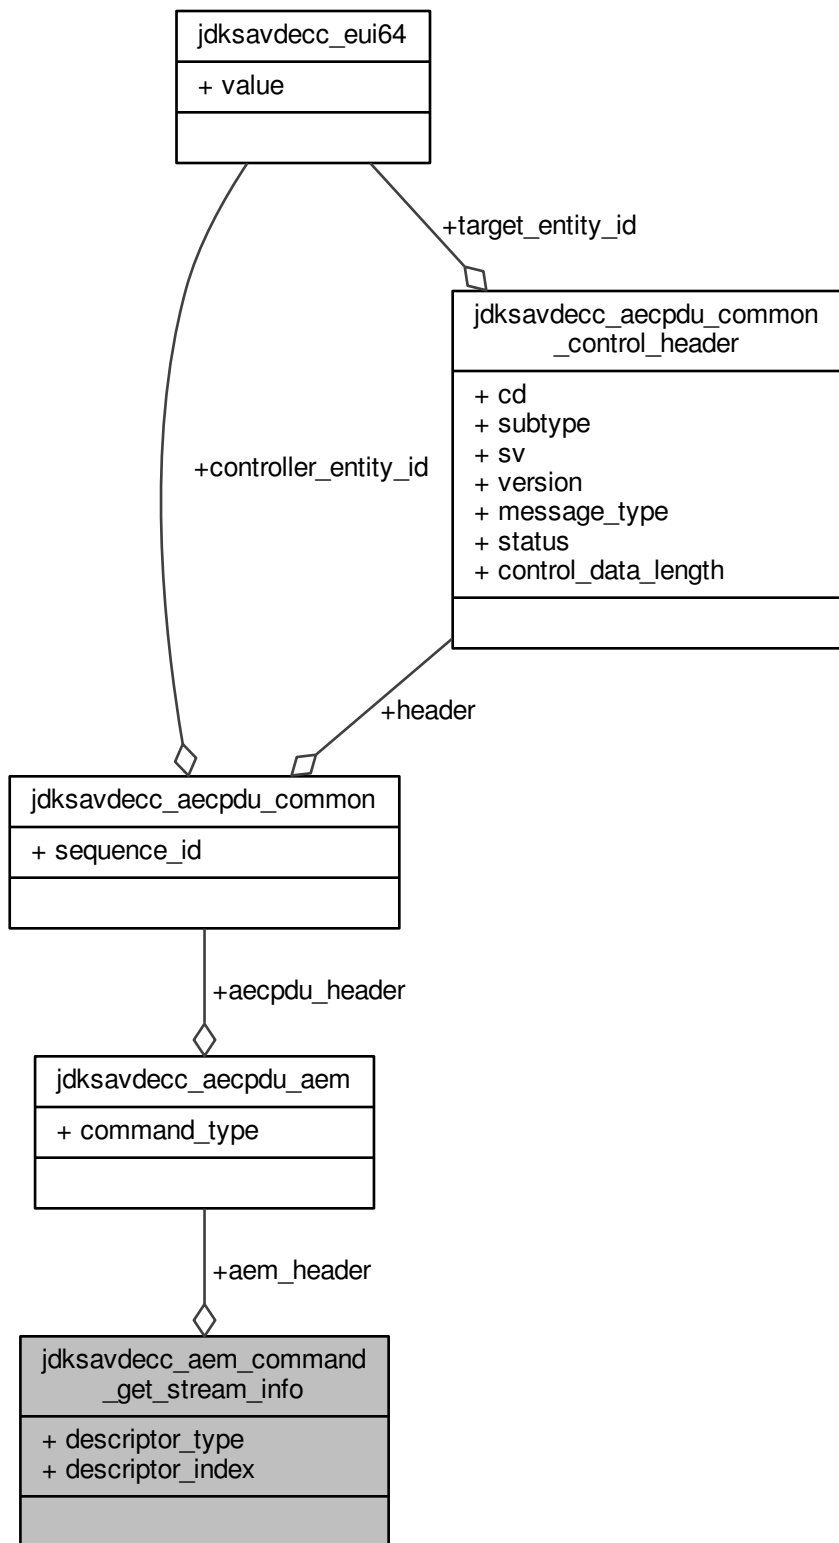 jdksavdecc_eui64
+ value
+target_entity_id
jdksavdecc_aecpdu_common
_control_header
+ cd
+ subtype
+ sv
+ version
+ message_type
+ status
+ control_data_length
+controller_entity_id
+header
jdksavdecc_aecpdu_common
+ sequence_id
+aecpdu_header
jdksavdecc_aecpdu_aem
+ command_type
+aem_header
jdksavdecc_aem_command
_get_stream_info
+ descriptor_type
+ descriptor_index